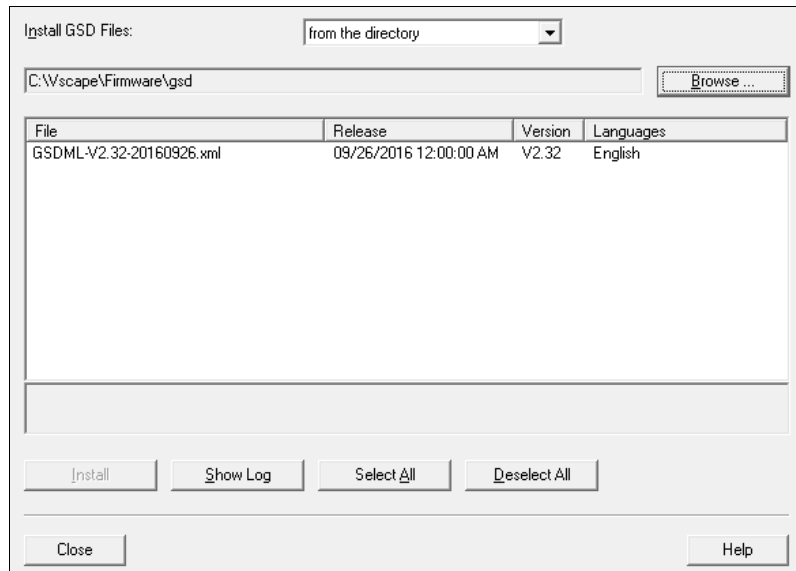 Install GSD Files: from the directory
C:\Vscape\Firmware\gsd Browse ...
File Release Version Languages
GSDML-V2.32-20160926.xml 09/26/2016 12:00:00 AM V2.32 English
Install Show Log Select All Deselect All
Close Help